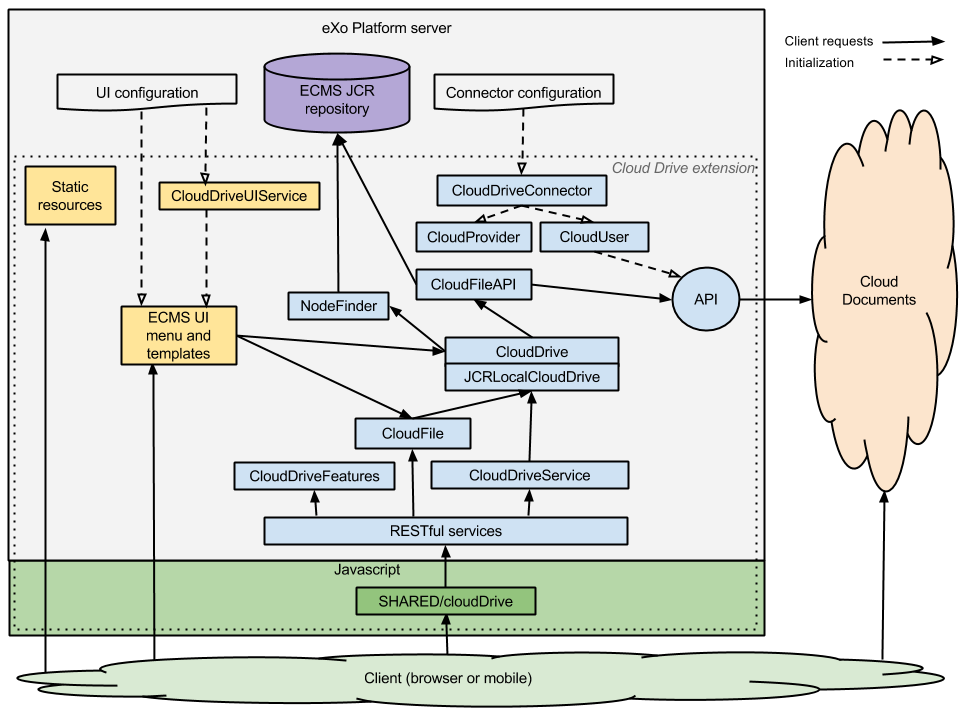 eXo Platform server
Client requests
Initialization
UI configuration
ECMS JCR
repository
Connector configuration
Cloud Drive extension
Static
resources
CloudDriveUIService
CloudDriveConnector
CloudProvider
CloudUser
CloudFileAPI
API
Cloud
Documents
NodeFinder
ECMS UI
menu and
templates
CloudDrive
JCRLocalCloudDrive
CloudFile
CloudDriveFeatures
CloudDriveService
RESTful services
Javascript
SHARED/cloudDrive
Client (browser or mobile)